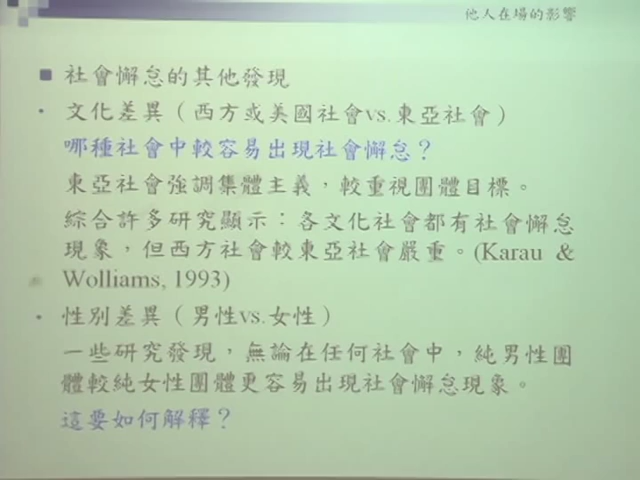 他人在場的影響
■ 社會懈怠的其他發現
• 文化差異（西方或美國社會vs.東亞社會）
哪種社會中較容易出現社會懈怠？
東亞社會強調集體主義，較重視團體目標。
綜合許多研究顯示：各文化社會都有社會懈怠
現象，但西方社會較東亞社會嚴重。(Karau &
Wolliams, 1993)
• 性別差異（男性vs.女性）
一些研究發現，無論在任何社會中，純男性團
體較純女性團體更容易出現社會懈怠現象。
這要如何解釋？